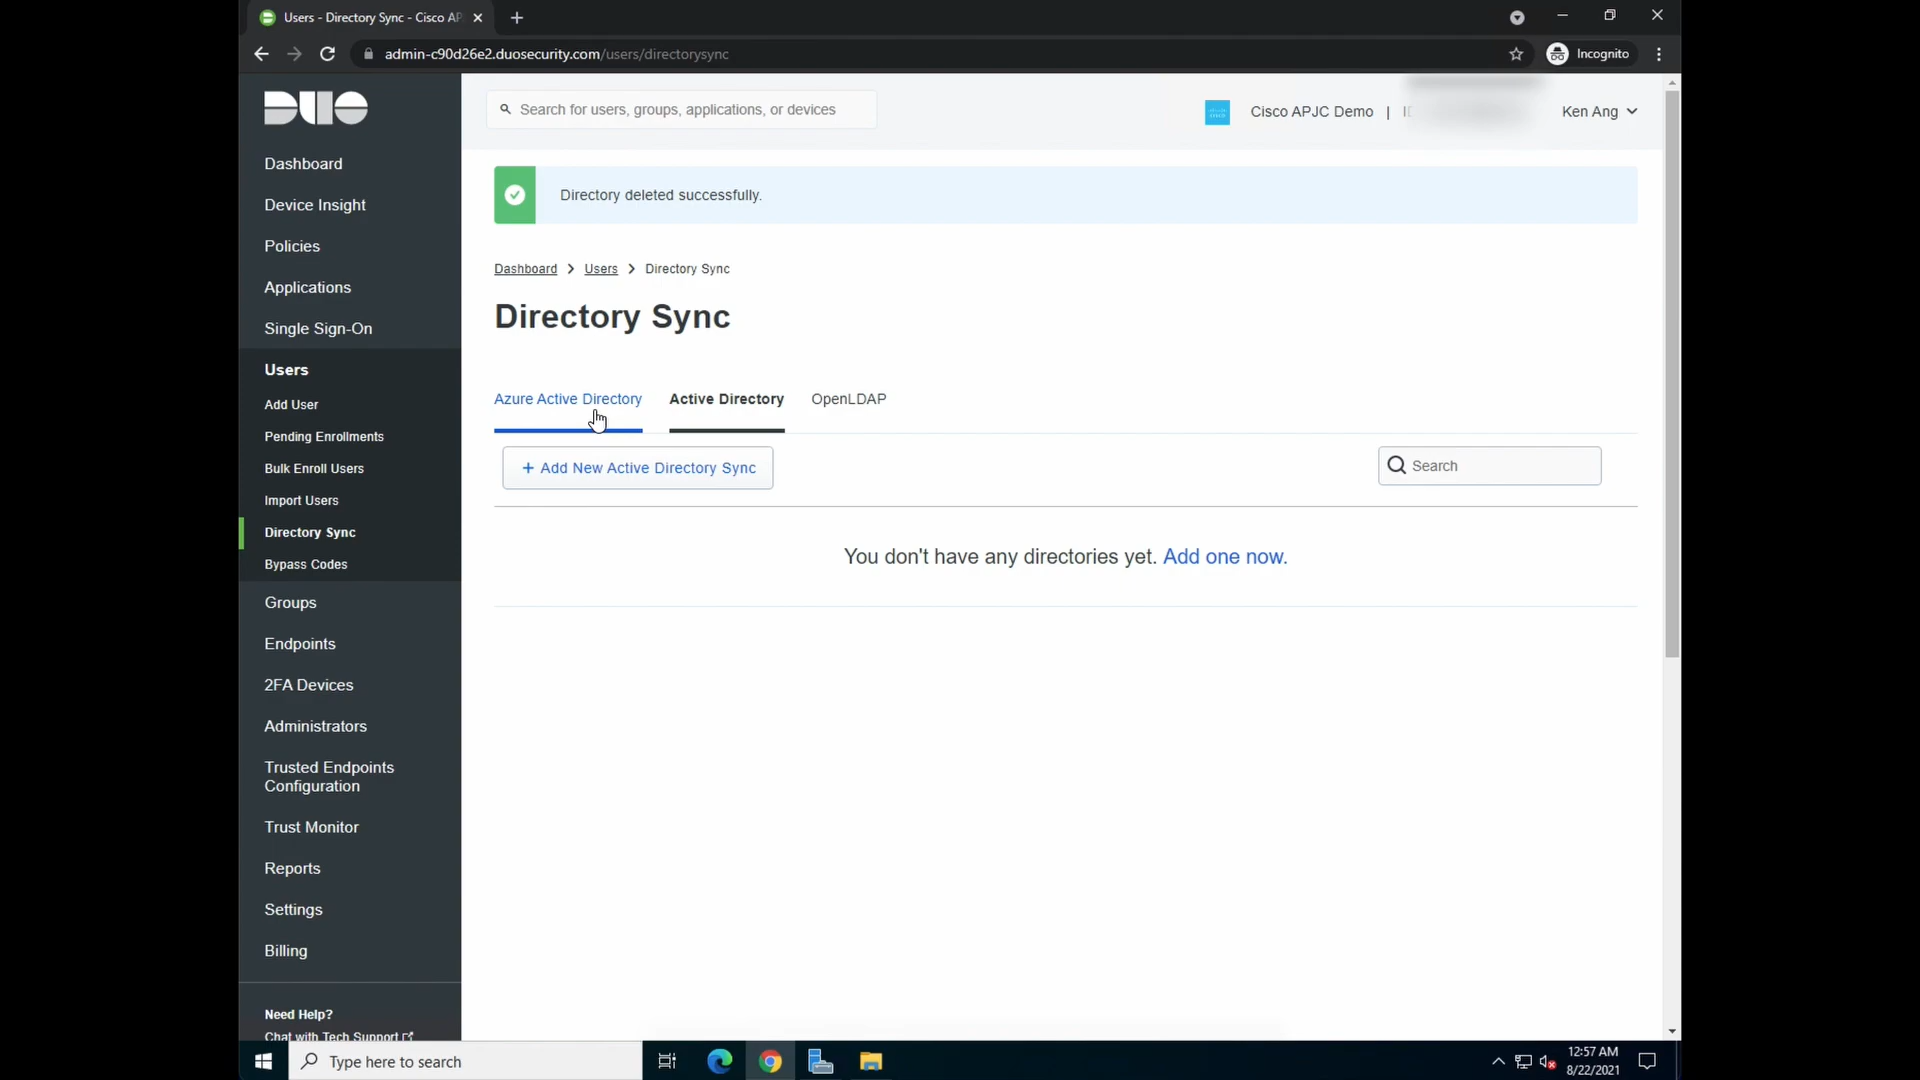 Users - Directory Sync - Cisco AP
admin-c90d26e2.duosecurity.com/users/directorysync
Incognito
DUO
Search for users, groups, applications, or devices
Cisco APJC Demo |
Ken Ang
Dashboard
Device Insight
Policies
Applications
Single Sign-On
Users
Add User
Pending Enrollments
Bulk Enroll Users
Import Users
Directory Sync
Bypass Codes
Groups
Endpoints
2FA Devices
Administrators
Trusted Endpoints
Configuration
Trust Monitor
Reports
Settings
Billing
Need Help?
Chat with Tech Support
Directory deleted successfully.
Dashboard > Users > Directory Sync
Directory Sync
Azure Active Directory Active Directory OpenLDAP
+ Add New Active Directory Sync
Search
You don't have any directories yet. Add one now.
Type here to search
12:57 AM
8/22/2021